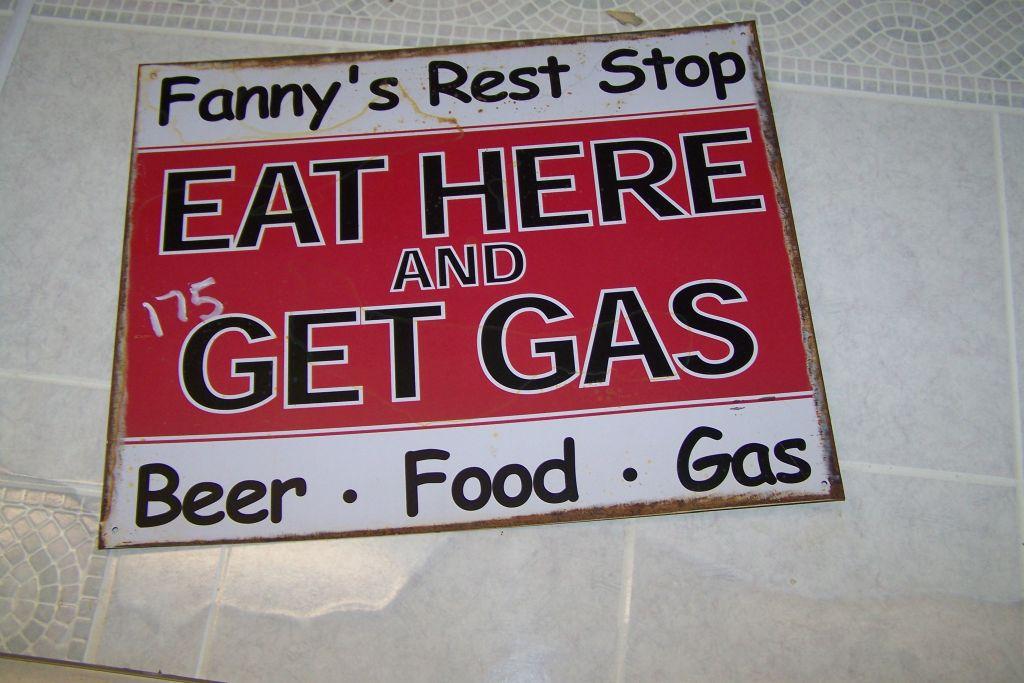 Fanny's Rest Stop
EAT HERE
AND
175
GET GAS
Beer · Food · Gas